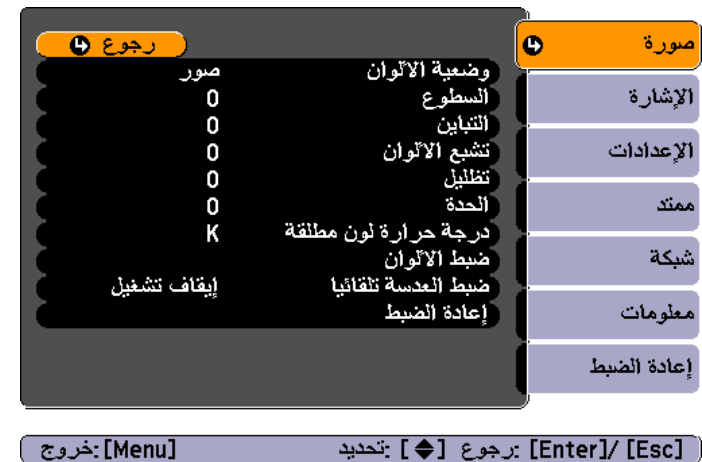 رجوع
وضعية الألوان صور
السطوع 0
التباين 0
تشبع الألوان 0
تظليل 0
الحدة 0
درجة حرارة لون مطلقة K
ضبط الألوان
ضبط العدسة تلقائيا إيقاف تشغيل
إعادة الضبط
صورة
الإشارة
الإعدادات
ممتد
شبكة
معلومات
إعادة الضبط
[Esc] /[Enter]: رجوع [◆]: تحديد [Menu]: خروج